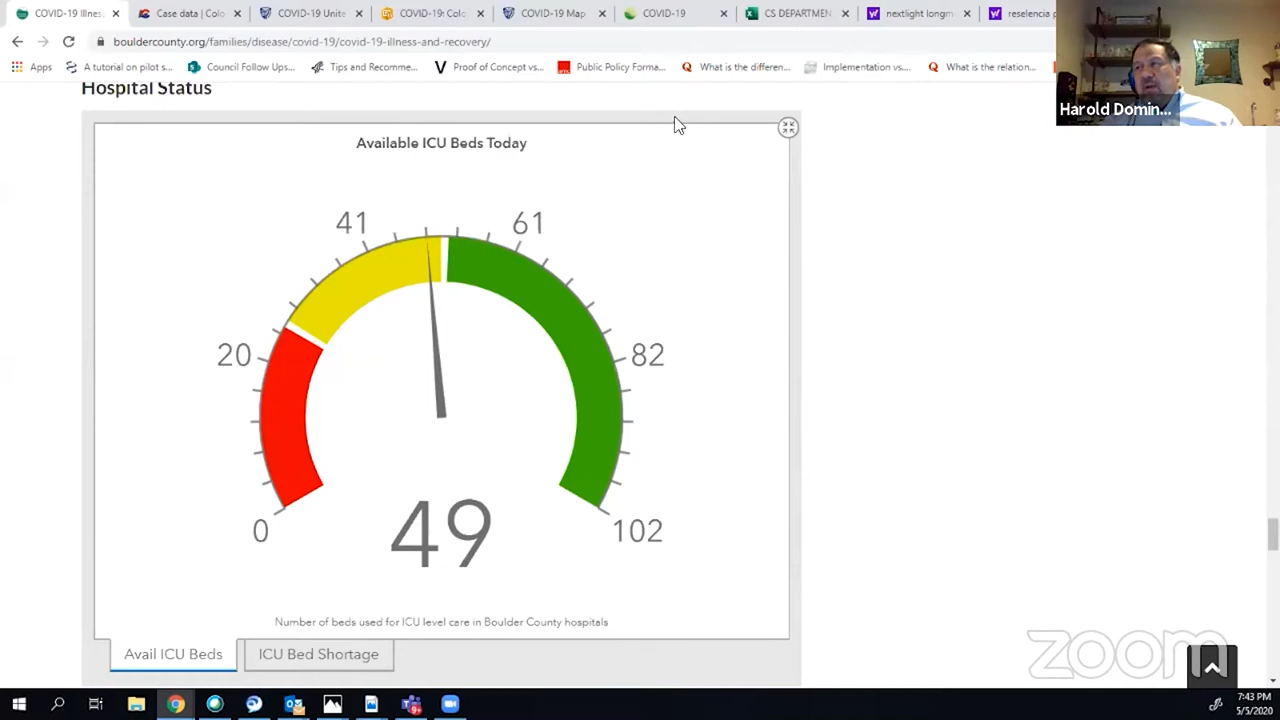 COVID-19 Illnes
Case data | Colo
COVID-19 Unite
COVID-19: Colo
COVID-19 Map
COVID-19
CS DEPARTMEN
nextlight longm
reselencia p
bouldercounty.org/families/disease/covid-19/covid-19-illness-and-recovery/
Apps
A tutorial on pilot s...
Council Follow Ups...
Tips and Recomme...
Proof of Concept vs...
Public Policy Forma...
What is the differen...
Implementation vs....
What is the relation...
Harold Domin...
Hospital Status
Available ICU Beds Today
41
61
20
82
0
102
49
Number of beds used for ICU level care in Boulder County hospitals
Avail ICU Beds
ICU Bed Shortage
zoom
7:43 PM
5/5/2020